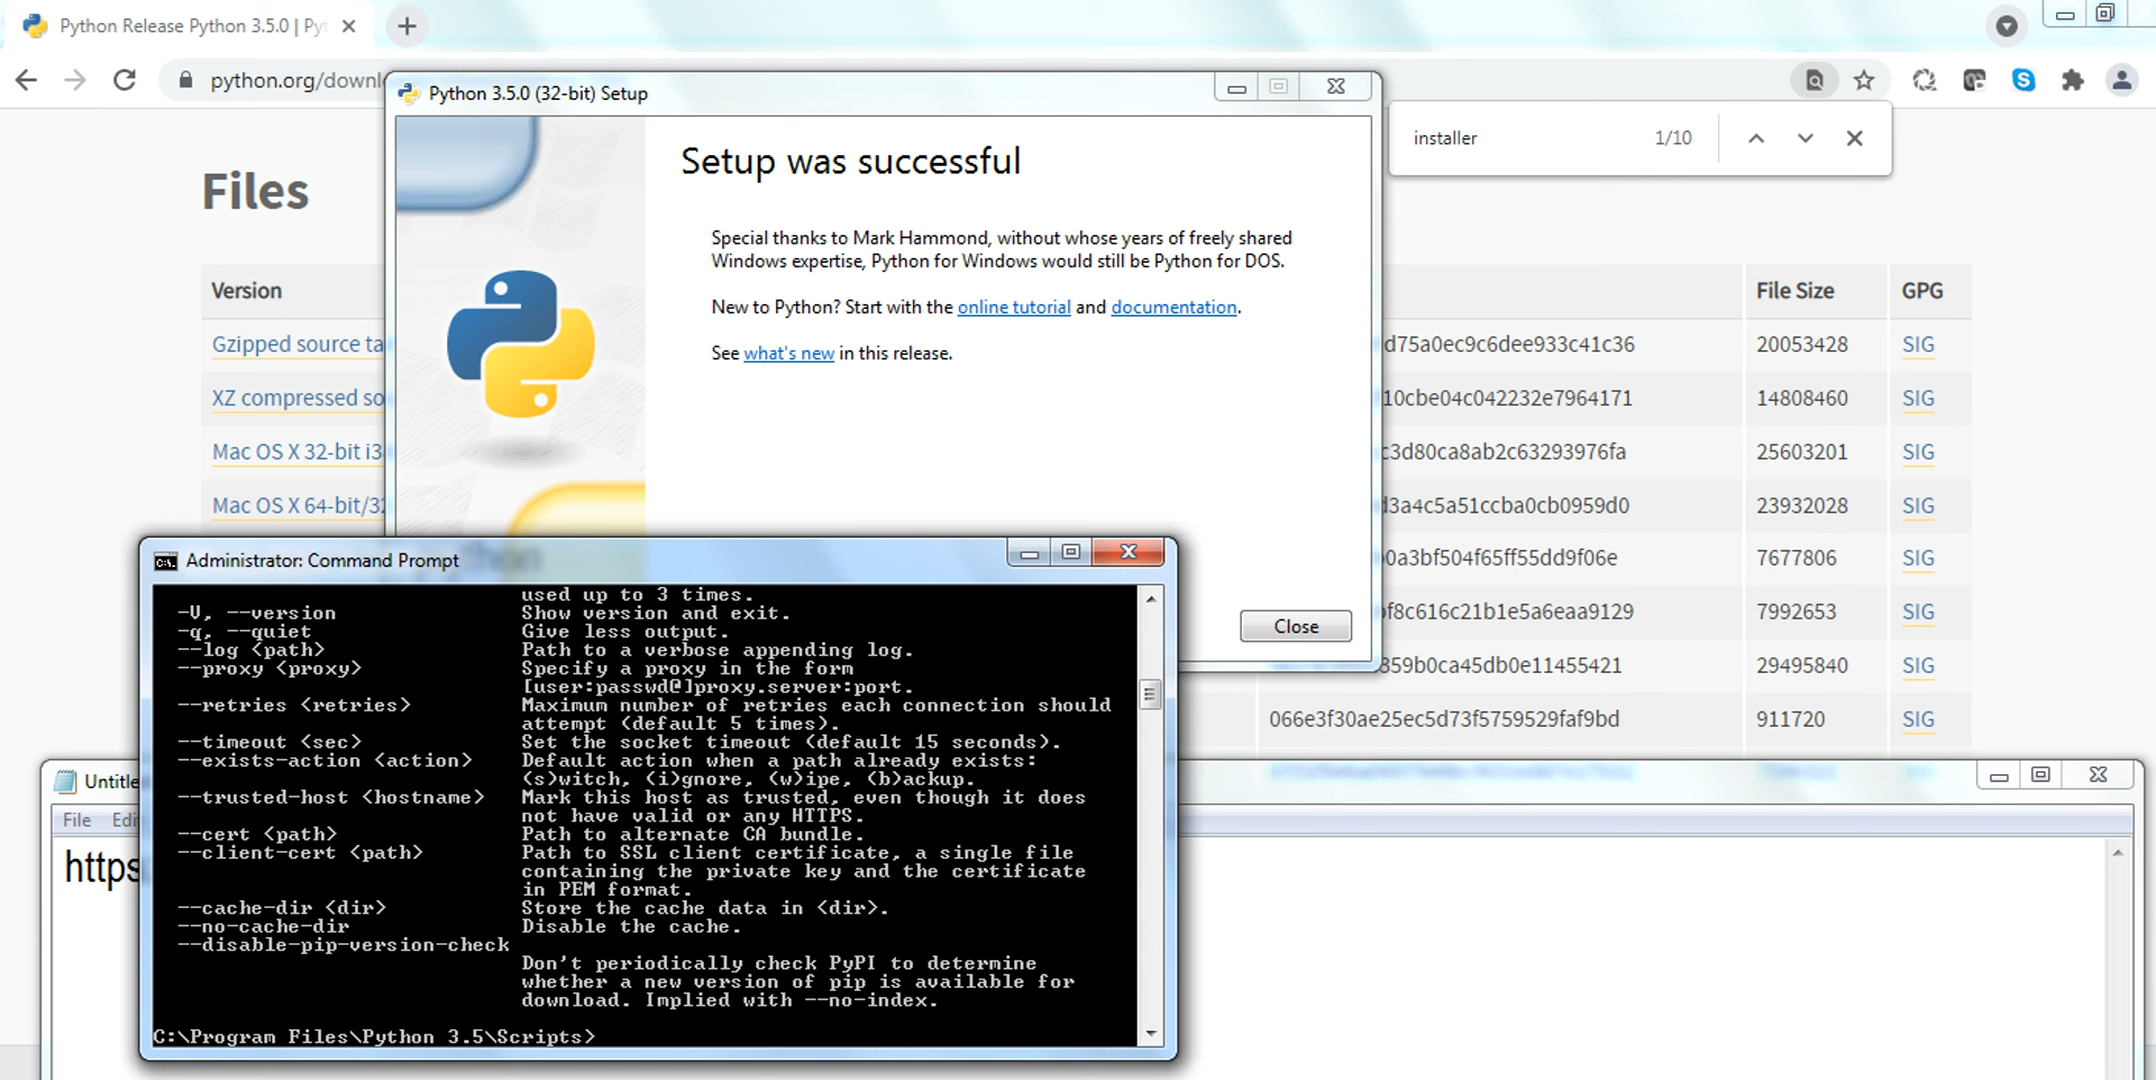 Python Release Python 3.5.0 | Pyt
python.org/downl
installer
1/10
Files
Version
File Size
GPG
Gzipped source ta
d75a0ec9c6dee933c41c36
20053428
SIG
XZ compressed so
10cbe04c042232e7964171
14808460
SIG
Mac OS X 32-bit i3
c3d80ca8ab2c63293976fa
25603201
SIG
Mac OS X 64-bit/32
d3a4c5a51ccba0cb0959d0
23932028
SIG
0a3bf504f65ff55dd9f06e
7677806
SIG
f8c616c21b1e5a6eaa9129
7992653
SIG
859b0ca45db0e11455421
29495840
SIG
066e3f30ae25ec5d73f5759529faf9bd
911720
SIG
Python 3.5.0 (32-bit) Setup
Setup was successful
Special thanks to Mark Hammond, without whose years of freely shared
Windows expertise, Python for Windows would still be Python for DOS.
New to Python? Start with the online tutorial and documentation.
See what's new in this release.
Close
Administrator: Command Prompt
used up to 3 times.
-V, --version Show version and exit.
-q, --quiet Give less output.
--log <path> Path to a verbose appending log.
--proxy <proxy> Specify a proxy in the form
[user:passwd@]proxy.server:port.
--retries <retries> Maximum number of retries each connection should
attempt (default 5 times).
--timeout <sec> Set the socket timeout (default 15 seconds).
--exists-action <action> Default action when a path already exists:
(s)witch, (i)gnore, (w)ipe, (b)ackup.
--trusted-host <hostname> Mark this host as trusted, even though it does
not have valid or any HTTPS.
--cert <path> Path to alternate CA bundle.
--client-cert <path> Path to SSL client certificate, a single file
containing the private key and the certificate
in PEM format.
--cache-dir <dir> Store the cache data in <dir>.
--no-cache-dir Disable the cache.
--disable-pip-version-check
Don't periodically check PyPI to determine
whether a new version of pip is available for
download. Implied with --no-index.
C:\Program Files\Python 3.5\Scripts>
Untitle
File Edi
https